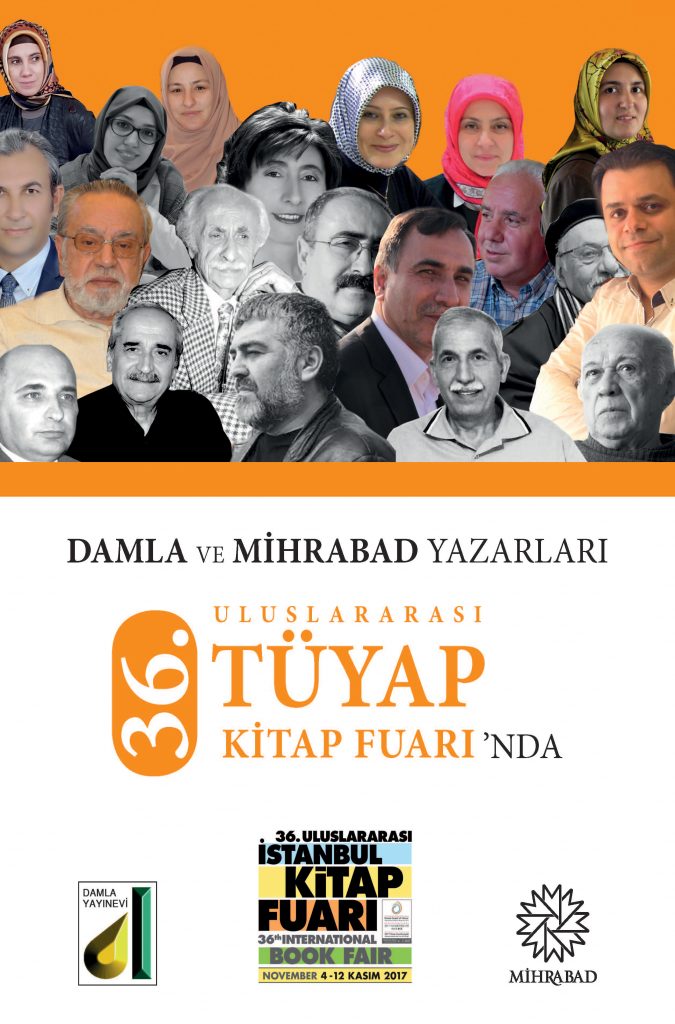 DAMLA VE MİHRABAD YAZARLARI
36.
ULUSLARARASI
TÜYAP
KİTAP FUARI 'NDA
DAMLA
YAYINEVİ
36.ULUSLARARASI
İSTANBUL
KİTAP
FUARI
36th INTERNATIONAL
BOOK FAIR
NOVEMBER 4-12 KASIM 2017
MİHRABAD